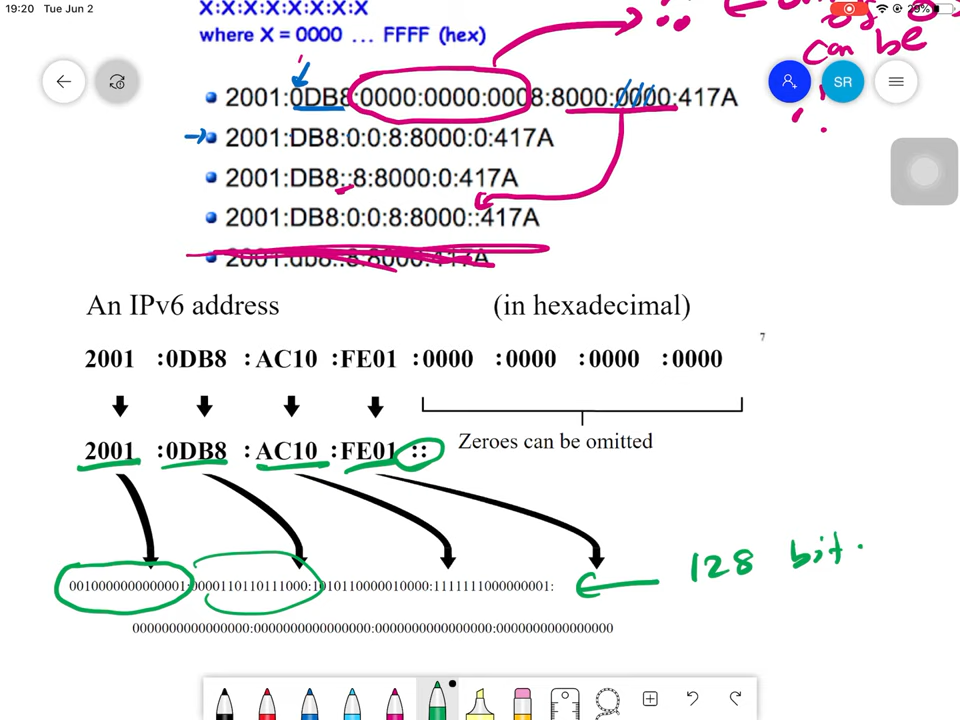 19:20 Tue Jun 2
29%
X:X:X:X:X:X:X:X
where X = 0000 ... FFFF (hex)
can be
::
SR
2001:0DB8:0000:0000:0008:8000:0000:417A
2001:DB8:0:0:8:8000:0:417A
2001:DB8::8:8000:0:417A
2001:DB8:0:0:8:8000::417A
2001:db8::8:8000:417A
An IPv6 address (in hexadecimal)
7
2001 :0DB8 : AC10 :FE01 :0000 :0000 :0000 :0000
2001 :0DB8 : AC10 :FE01 ::
Zeroes can be omitted
128 bit.
0010000000000001:0000110110111000:1010110000010000:1111111000000001:
0000000000000000:0000000000000000:0000000000000000:0000000000000000